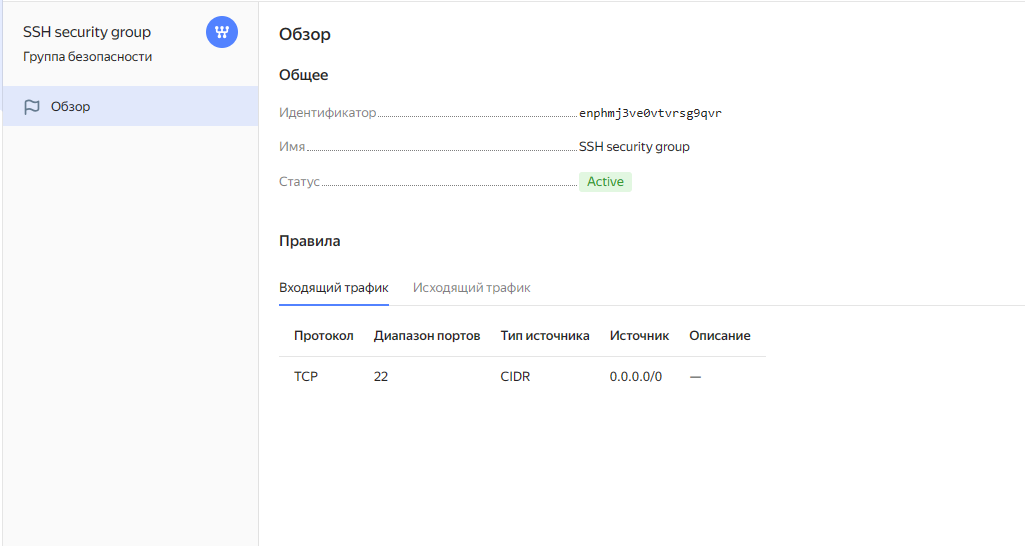 SSH security group
Группа безопасности
Обзор
Обзор
Общее
Идентификатор enphmj3ve0vtvrsg9qvr
Имя SSH security group
Статус Active
Правила
Входящий трафик Исходящий трафик
Протокол Диапазон портов Тип источника Источник Описание
TCP 22 CIDR 0.0.0.0/0 —